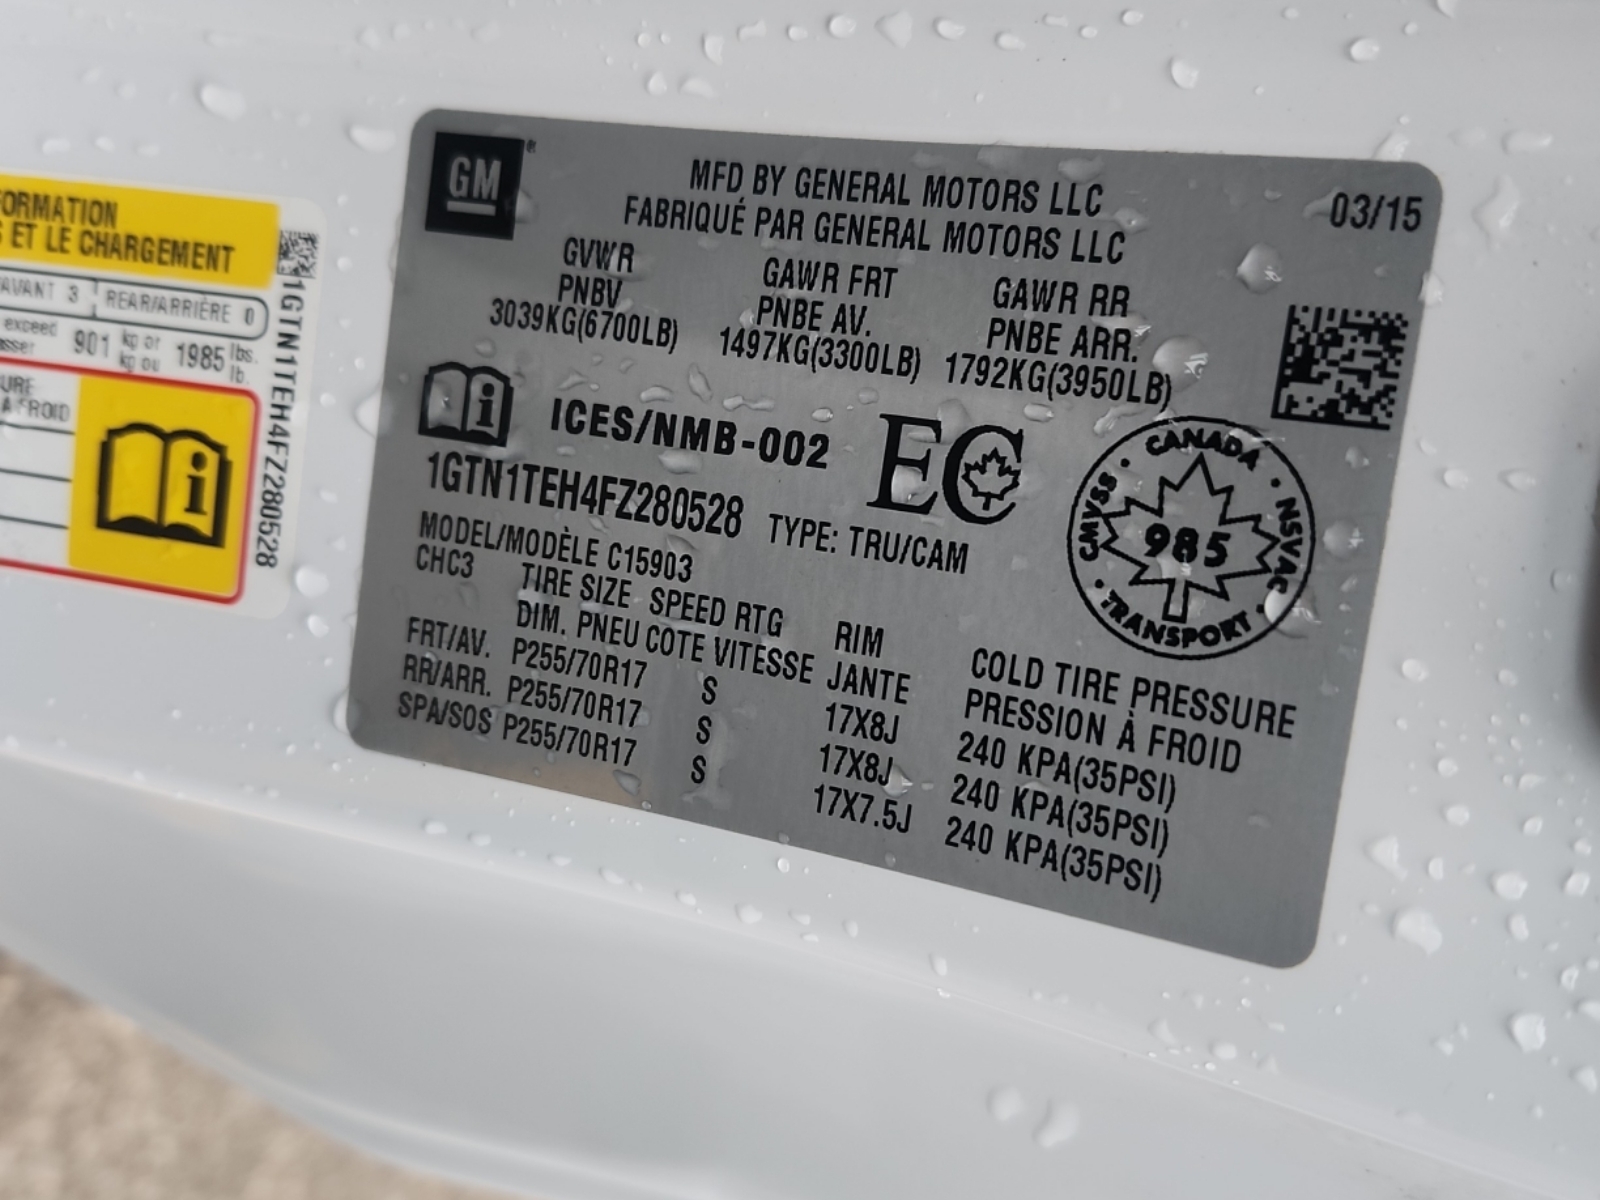 ORMATION
S ET LE CHARGEMENT
AVANT 3 REAR/ARRIÈRE 0
exceed 901 kg or 1985 lbs.
sser kg ou lb.
URE
À FROID
1GTN1TEH4FZ280528
GM
MFD BY GENERAL MOTORS LLC 03/15
FABRIQUÉ PAR GENERAL MOTORS LLC
GVWR GAWR FRT GAWR RR
PNBV PNBE AV. PNBE ARR.
3039KG(6700LB) 1497KG(3300LB) 1792KG(3950LB)
i ICES/NMB-002 EC
1GTN1TEH4FZ280528 TYPE: TRU/CAM
MODEL/MODÈLE C15903
CANADA · NSVAC · TRANSPORT · CMVSS ·
985
CHC3 TIRE SIZE SPEED RTG RIM COLD TIRE PRESSURE
DIM. PNEU COTE VITESSE JANTE PRESSION À FROID
FRT/AV. P255/70R17 S 17X8J 240 KPA(35PSI)
RR/ARR. P255/70R17 S 17X8J 240 KPA(35PSI)
SPA/SOS P255/70R17 S 17X7.5J 240 KPA(35PSI)